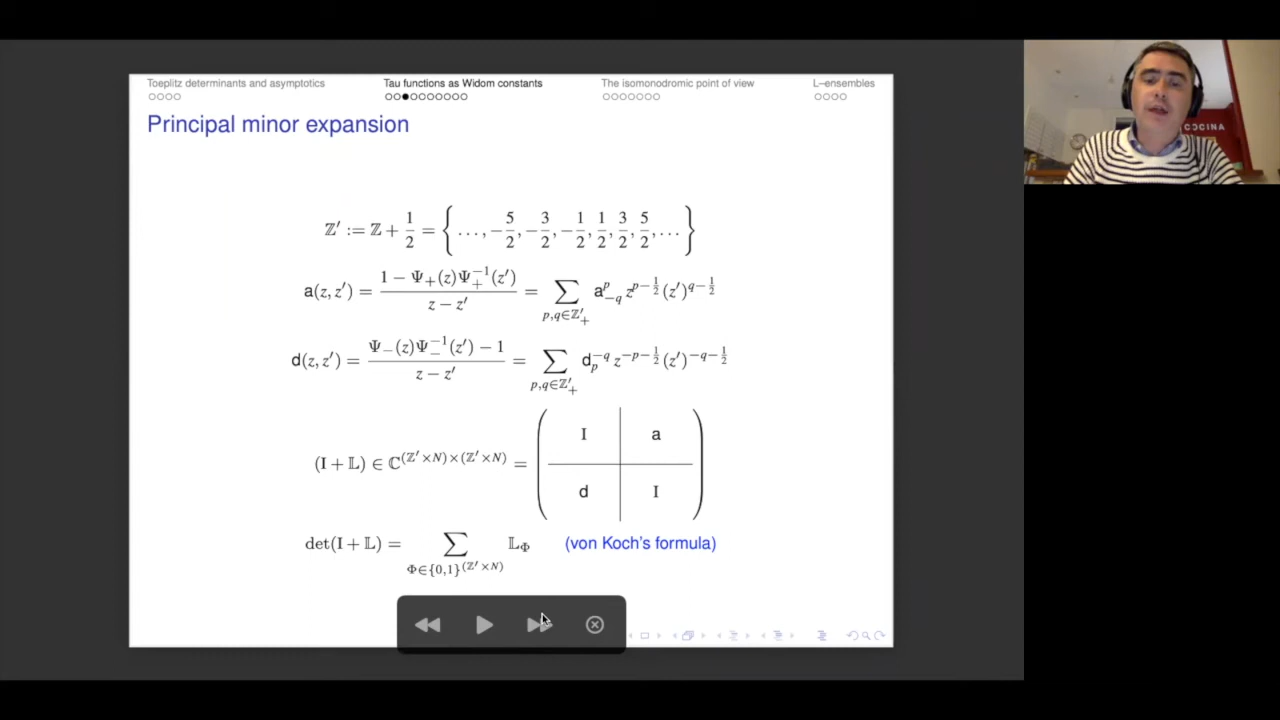 Toeplitz determinants and asymptotics Tau functions as Widom constants The isomonodromic point of view L–ensembles
Principal minor expansion
ℤ′ := ℤ + 1/2 = { …, −5/2, −3/2, −1/2, 1/2, 3/2, 5/2, … }
a(z, z′) = (1 − Ψ₊(z)Ψ₊⁻¹(z′)) / (z − z′) = ∑_{p,q∈ℤ′₊} a^p_{−q} z^{p−1/2}(z′)^{q−1/2}
d(z, z′) = (Ψ₋(z)Ψ₋⁻¹(z′) − 1) / (z − z′) = ∑_{p,q∈ℤ′₊} d^{−q}_p z^{−p−1/2}(z′)^{−q−1/2}
(I + 𝕃) ∈ ℂ^{(ℤ′×N)×(ℤ′×N)} = ( I | a
d | I )
det(I + 𝕃) = ∑_{Φ∈{0,1}^{(ℤ′×N)}} 𝕃_Φ (von Koch's formula)
COCINA